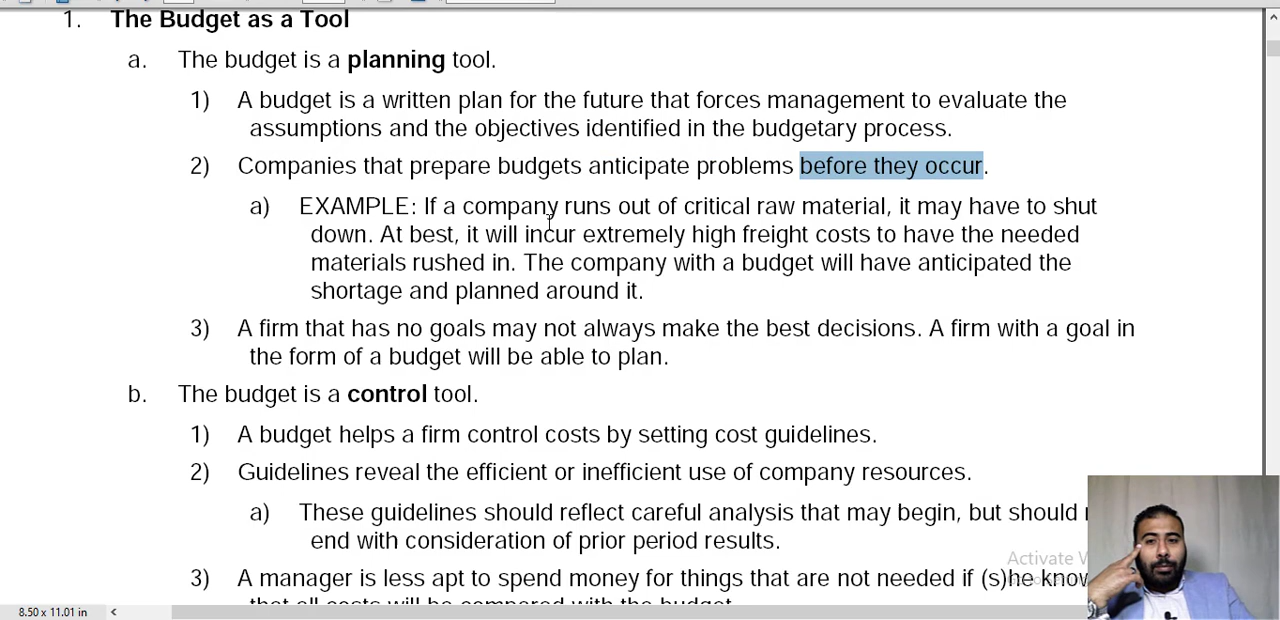 1. The Budget as a Tool
a. The budget is a planning tool.
1) A budget is a written plan for the future that forces management to evaluate the
assumptions and the objectives identified in the budgetary process.
2) Companies that prepare budgets anticipate problems before they occur.
a) EXAMPLE: If a company runs out of critical raw material, it may have to shut
down. At best, it will incur extremely high freight costs to have the needed
materials rushed in. The company with a budget will have anticipated the
shortage and planned around it.
3) A firm that has no goals may not always make the best decisions. A firm with a goal in
the form of a budget will be able to plan.
b. The budget is a control tool.
1) A budget helps a firm control costs by setting cost guidelines.
2) Guidelines reveal the efficient or inefficient use of company resources.
a) These guidelines should reflect careful analysis that may begin, but should
end with consideration of prior period results.
Activate
3) A manager is less apt to spend money for things that are not needed if (s)he know
that all costs will be compared with the budget.
8.50 x 11.01 in